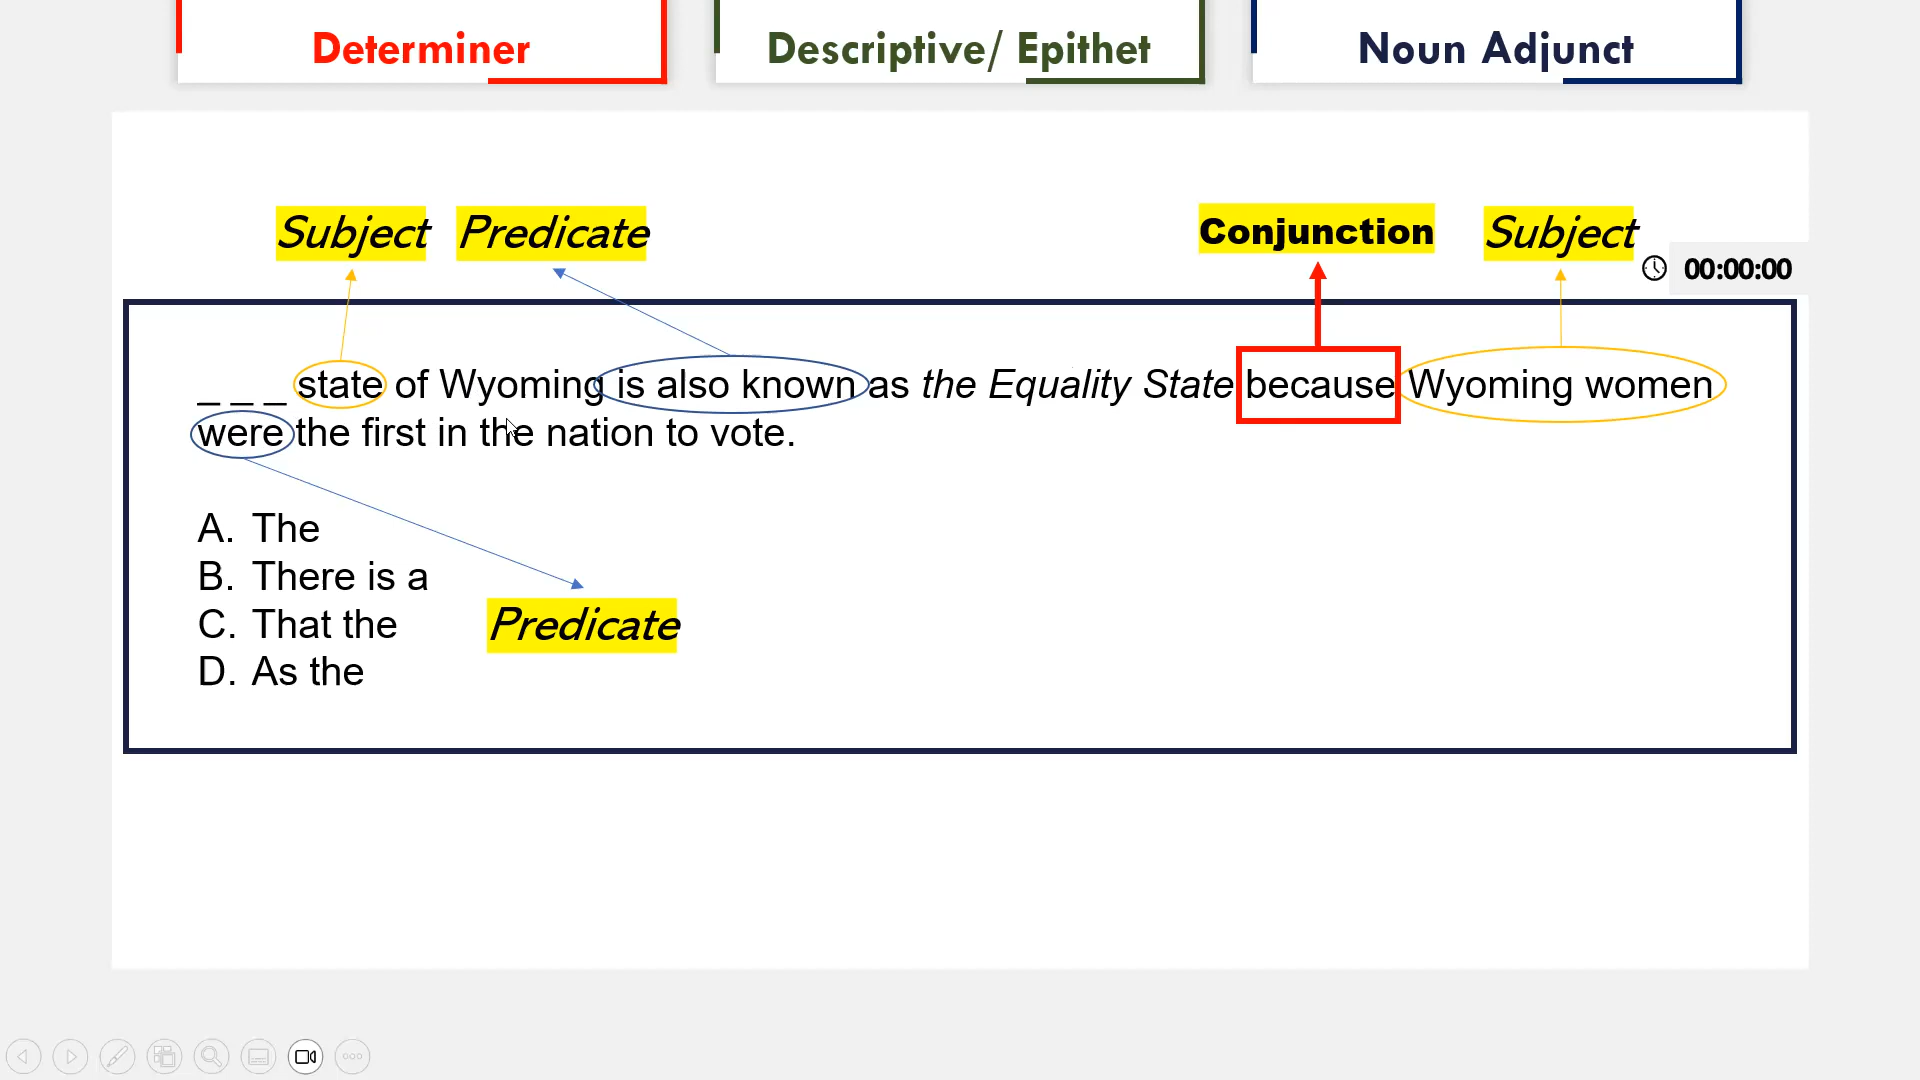 Determiner
Descriptive/ Epithet
Noun Adjunct
Subject
Predicate
Conjunction
Subject
00:00:00
_ _ _ state of Wyoming is also known as the Equality State because Wyoming women
were the first in the nation to vote.
A. The
B. There is a
C. That the
D. As the
Predicate